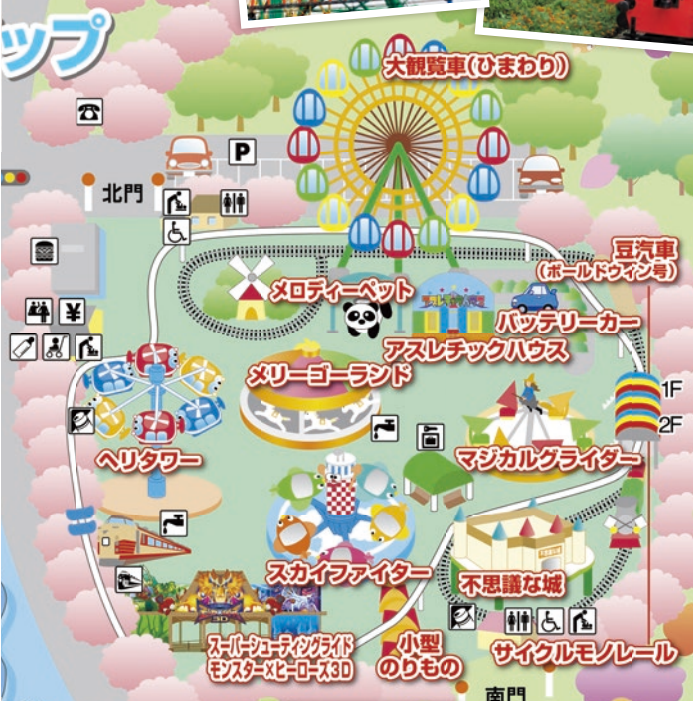 ップ
大観覧車(ひまわり)
P
北門
豆汽車
(ボールドウィン号)
メロディーペット
バッテリーカー
アスレチックハウス
¥
メリーゴーランド
1F
2F
ヘリタワー
マジカルグライダー
スカイファイター
不思議な城
3D
スーパーシューティングライド
モンスター×ヒーローズ3D
小型
のりもの
サイクルモノレール
南門